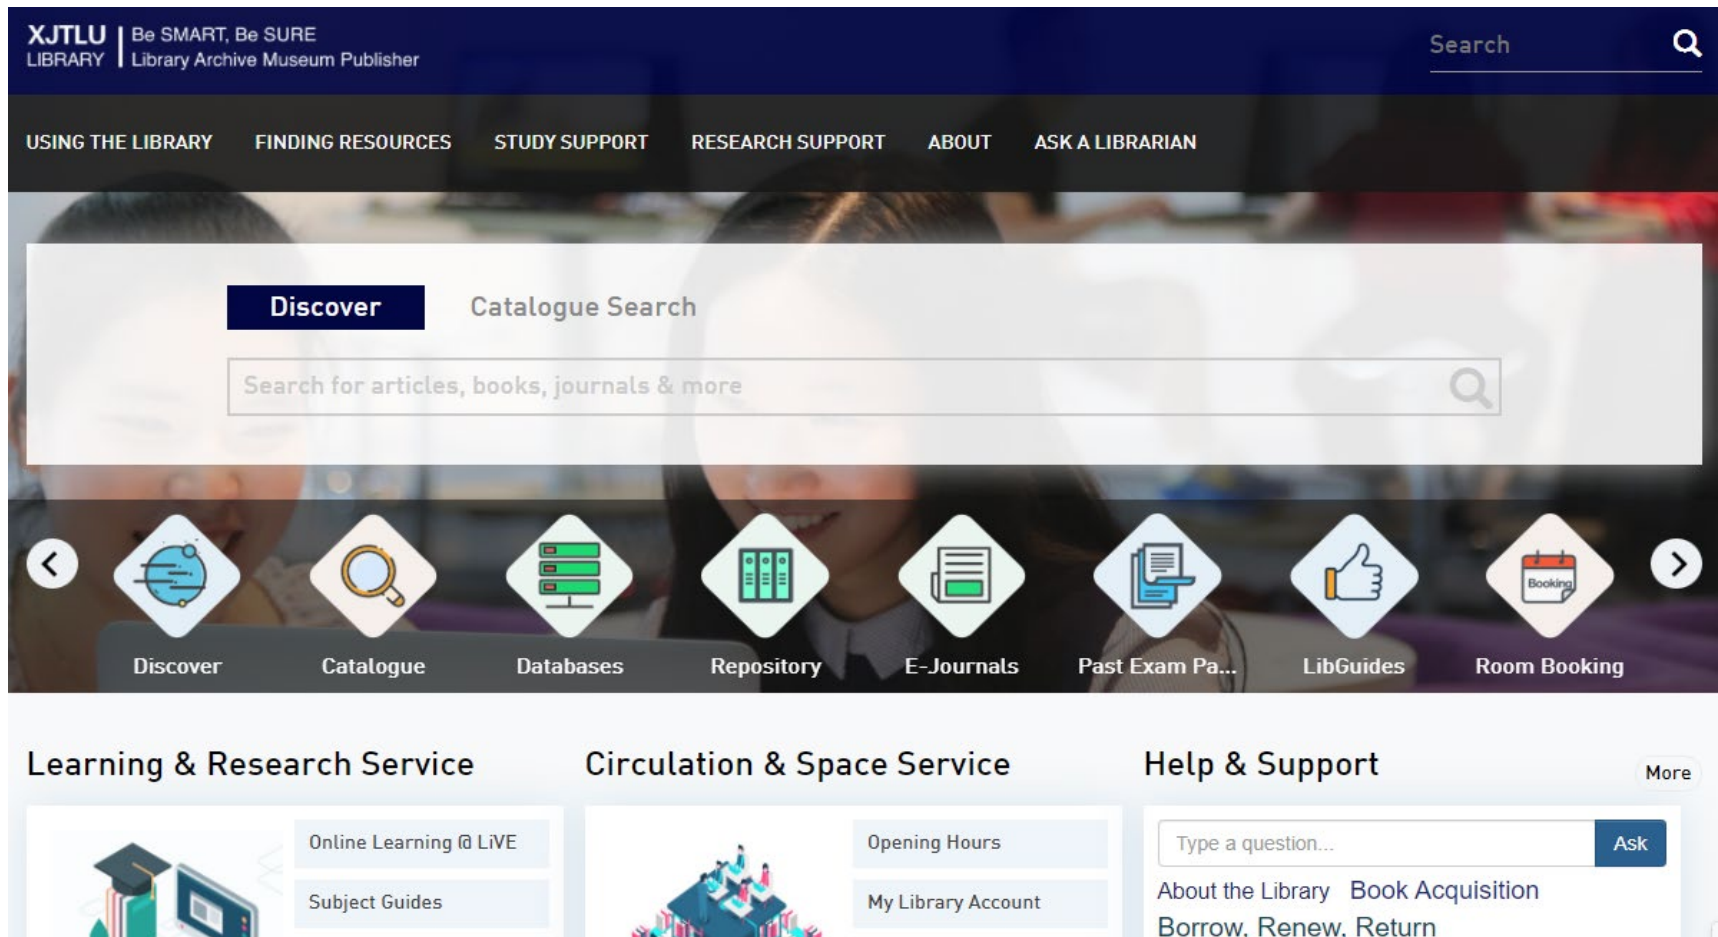 XJTLU
LIBRARY
Be SMART, Be SURE
Library Archive Museum Publisher
Search
USING THE LIBRARY
FINDING RESOURCES
STUDY SUPPORT
RESEARCH SUPPORT
ABOUT
ASK A LIBRARIAN
Discover
Catalogue Search
Search for articles, books, journals & more
Booking
Discover
Catalogue
Databases
Repository
E-Journals
Past Exam Pa...
LibGuides
Room Booking
Learning & Research Service
Online Learning @ LiVE
Subject Guides
Circulation & Space Service
Opening Hours
My Library Account
Help & Support
More
Type a question...
Ask
About the Library
Book Acquisition
Borrow, Renew, Return